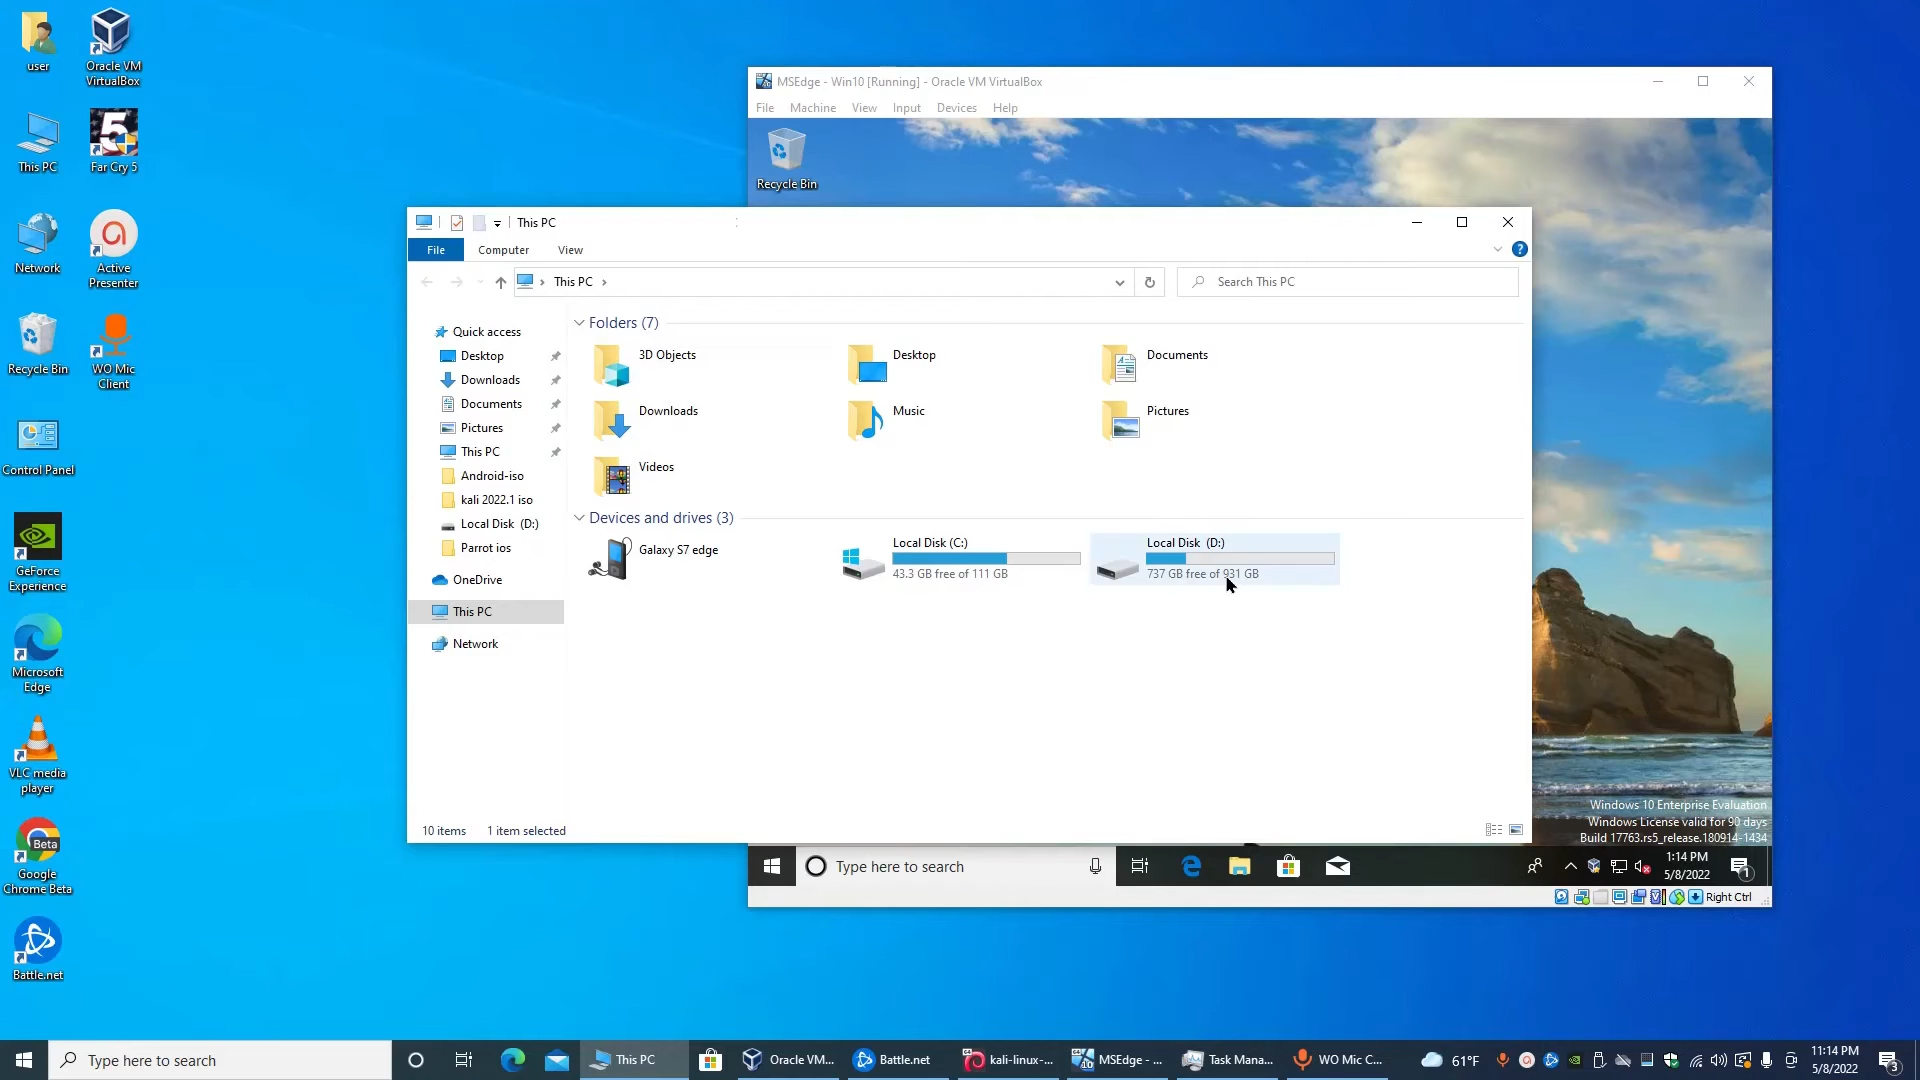 user
Oracle VM
VirtualBox
This PC
Far Cry 5
Network
Active
Presenter
Recycle Bin
WO Mic
Client
Control Panel
GeForce
Experience
Microsoft
Edge
VLC media
player
Beta
Google
Chrome Beta
Battle.net
MSEdge - Win10 [Running] - Oracle VM VirtualBox
File Machine View Input Devices Help
Recycle Bin
This PC
File Computer View
This PC
Search This PC
Quick access
Desktop
Downloads
Documents
Pictures
This PC
Android-iso
kali 2022.1 iso
Local Disk (D:)
Parrot ios
OneDrive
This PC
Network
Folders (7)
3D Objects
Desktop
Documents
Downloads
Music
Pictures
Videos
Devices and drives (3)
Galaxy S7 edge
Local Disk (C:)
43.3 GB free of 111 GB
Local Disk (D:)
737 GB free of 931 GB
10 items 1 item selected
Windows 10 Enterprise Evaluation
Windows License valid for 90 days
Build 17763.rs5_release.180914-1434
Type here to search
1:14 PM
5/8/2022
1
Right Ctrl
Type here to search
This PC
Oracle VM...
Battle.net
kali-linux-...
MSEdge - ...
Task Mana...
WO Mic C...
61°F
11:14 PM
5/8/2022
3